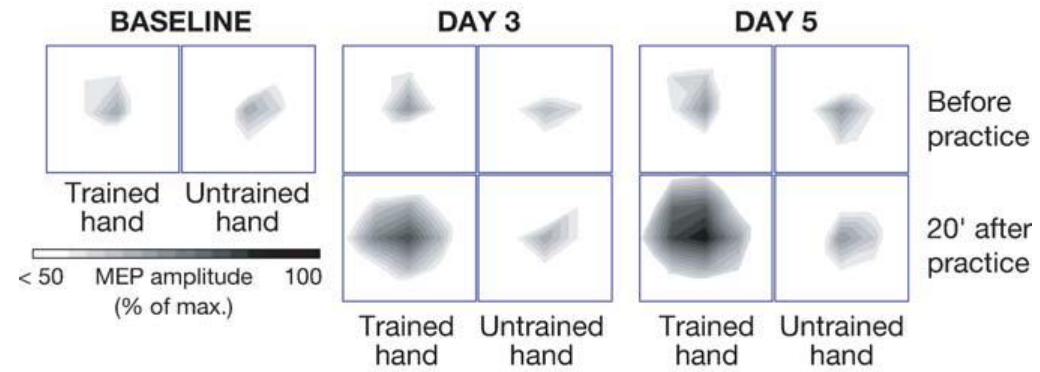 BASELINE
DAY 3
DAY 5
Before
practice
Trained
hand
Untrained
hand
20' after
practice
< 50 MEP amplitude 100
(% of max.)
Trained
hand
Untrained
hand
Trained
hand
Untrained
hand